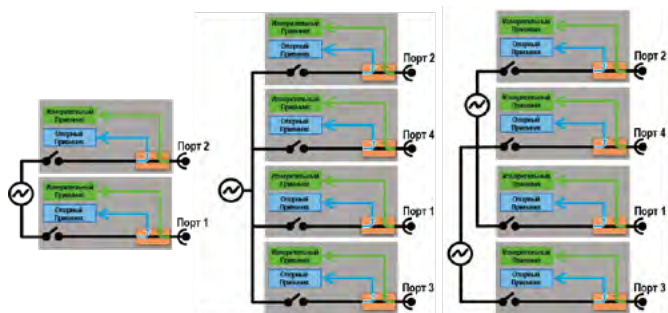 Измерительный
Приемник
Опорный
Приемник
Порт 2
Измерительный
Приемник
Опорный
Приемник
Порт 1
Измерительный
Приемник
Опорный
Приемник
Порт 2
Измерительный
Приемник
Опорный
Приемник
Порт 4
Измерительный
Приемник
Опорный
Приемник
Порт 1
Измерительный
Приемник
Опорный
Приемник
Порт 3
Измерительный
Приемник
Опорный
Приемник
Порт 2
Измерительный
Приемник
Опорный
Приемник
Порт 4
Измерительный
Приемник
Опорный
Приемник
Порт 1
Измерительный
Приемник
Опорный
Приемник
Порт 3